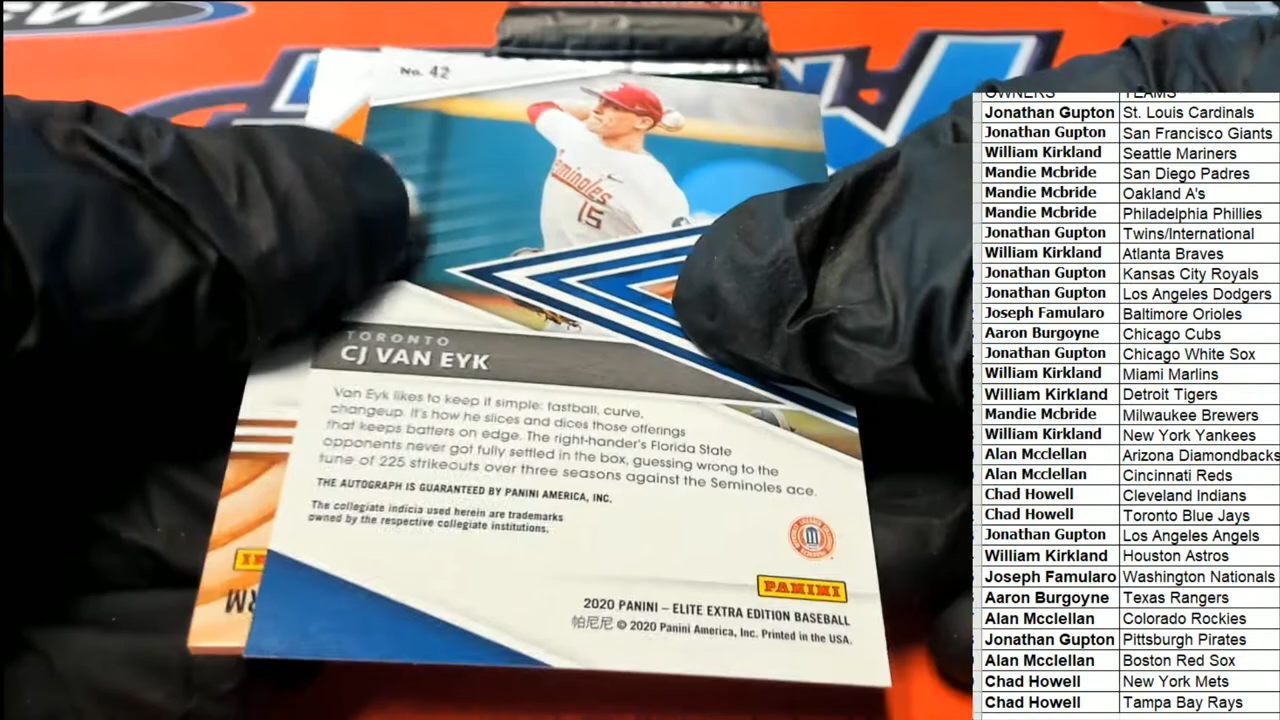 No. 42
Seminoles
15
TORONTO
CJ VAN EYK
Van Eyk likes to keep it simple: fastball, curve,
changeup. It's how he slices and dices those offerings
that keeps batters on edge. The right-hander's Florida State
opponents never got fully settled in the box, guessing wrong to the
tune of 225 strikeouts over three seasons against the Seminoles ace.
THE AUTOGRAPH IS GUARANTEED BY PANINI AMERICA, INC.
The collegiate indicia used herein are trademarks
owned by the respective collegiate institutions.
PANINI
2020 PANINI – ELITE EXTRA EDITION BASEBALL
帕尼尼 © 2020 Panini America, Inc. Printed in the USA.
OWNERS TEAMS
Jonathan Gupton St. Louis Cardinals
Jonathan Gupton San Francisco Giants
William Kirkland Seattle Mariners
Mandie Mcbride San Diego Padres
Mandie Mcbride Oakland A's
Mandie Mcbride Philadelphia Phillies
Jonathan Gupton Twins/International
William Kirkland Atlanta Braves
Jonathan Gupton Kansas City Royals
Jonathan Gupton Los Angeles Dodgers
Joseph Famularo Baltimore Orioles
Aaron Burgoyne Chicago Cubs
Jonathan Gupton Chicago White Sox
William Kirkland Miami Marlins
William Kirkland Detroit Tigers
Mandie Mcbride Milwaukee Brewers
William Kirkland New York Yankees
Alan Mcclellan Arizona Diamondbacks
Alan Mcclellan Cincinnati Reds
Chad Howell Cleveland Indians
Chad Howell Toronto Blue Jays
Jonathan Gupton Los Angeles Angels
William Kirkland Houston Astros
Joseph Famularo Washington Nationals
Aaron Burgoyne Texas Rangers
Alan Mcclellan Colorado Rockies
Jonathan Gupton Pittsburgh Pirates
Alan Mcclellan Boston Red Sox
Chad Howell New York Mets
Chad Howell Tampa Bay Rays